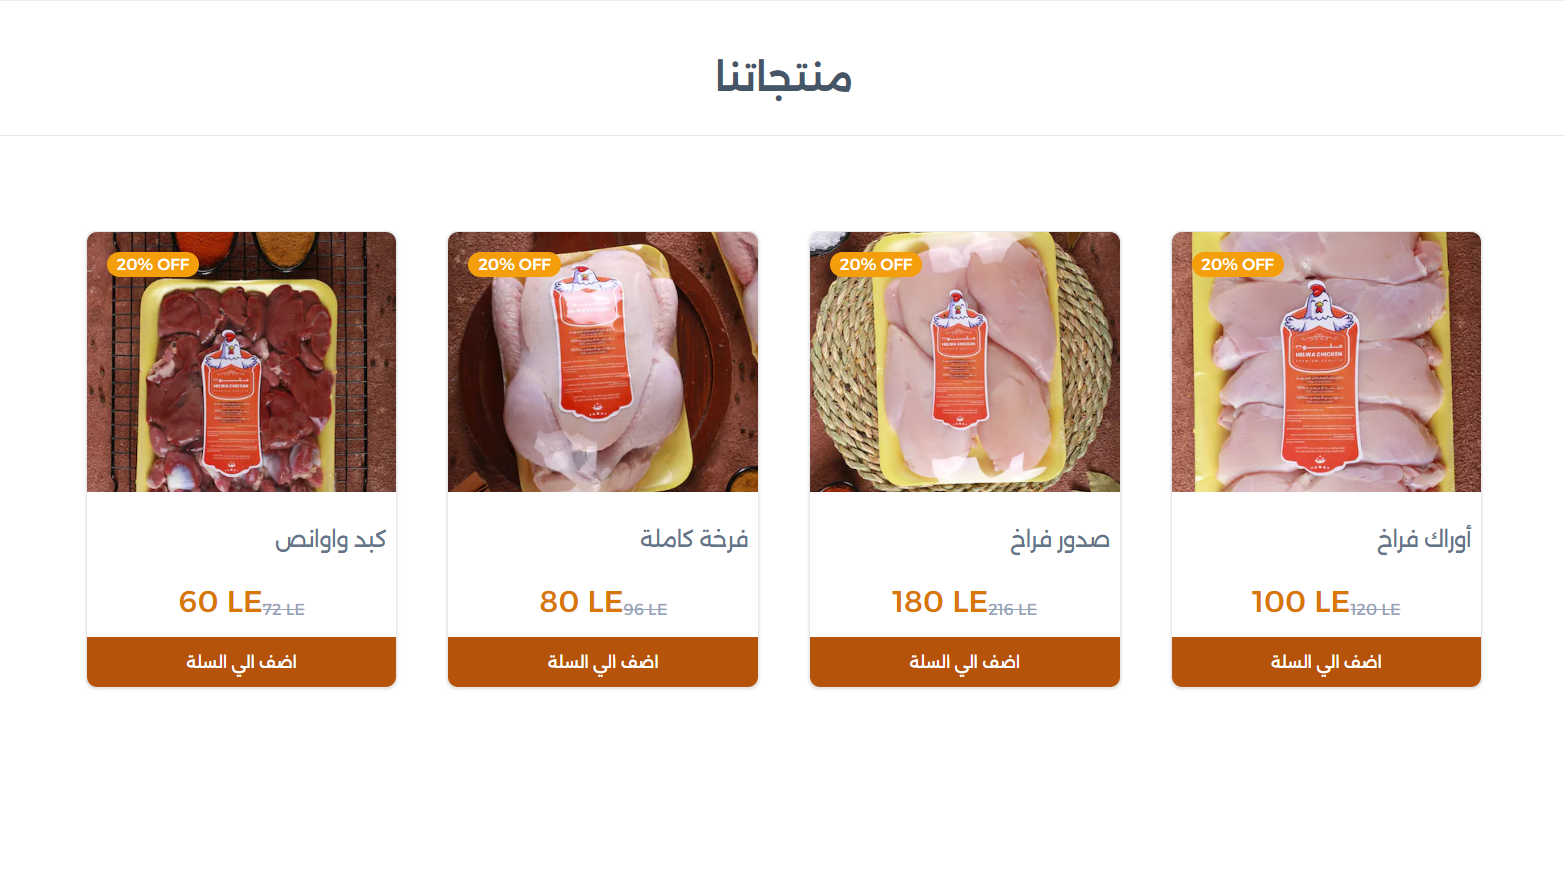 منتجاتنا
20% OFF
HELWA CHICKEN
أوراك فراخ
100 LE 120 LE
اضف الي السلة
20% OFF
HELWA CHICKEN
صدور فراخ
180 LE 216 LE
اضف الي السلة
20% OFF
فرخة كاملة
80 LE 96 LE
اضف الي السلة
20% OFF
HELWA CHICKEN
كبد واوانص
60 LE 72 LE
اضف الي السلة